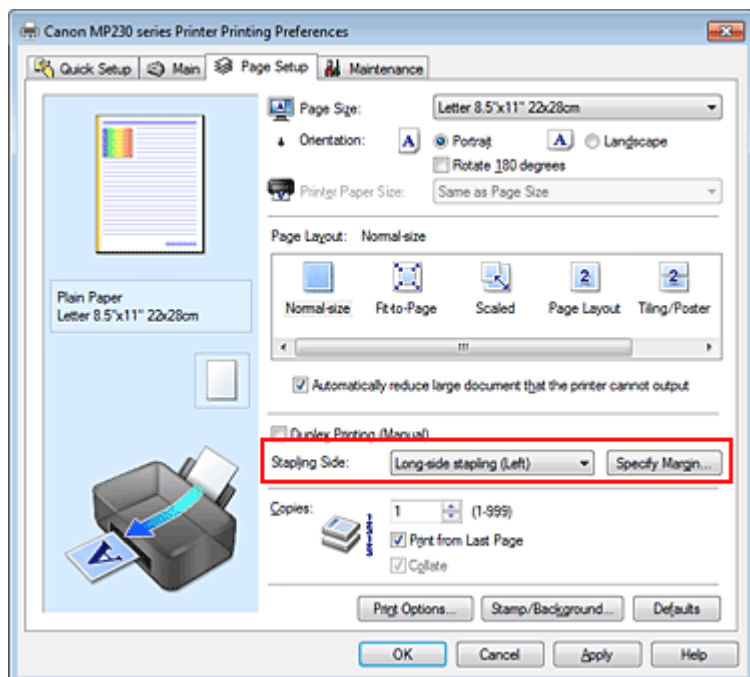 Canon MP230 series Printer Printing Preferences
Quick Setup Main Page Setup Maintenance
Page Size: Letter 8.5"x11" 22x28cm
Orientation: A Portrait A Landscape
Rotate 180 degrees
Printer Paper Size: Same as Page Size
Page Layout: Normal-size
2 2
Normal-size Fit-to-Page Scaled Page Layout Tiling/Poster
Plain Paper
Letter 8.5"x11" 22x28cm
Automatically reduce large document that the printer cannot output
Duplex Printing (Manual)
Stapling Side: Long-side stapling (Left) Specify Margin...
Copies: 1 (1-999)
Print from Last Page
Collate
A
Print Options... Stamp/Background... Defaults
OK Cancel Apply Help